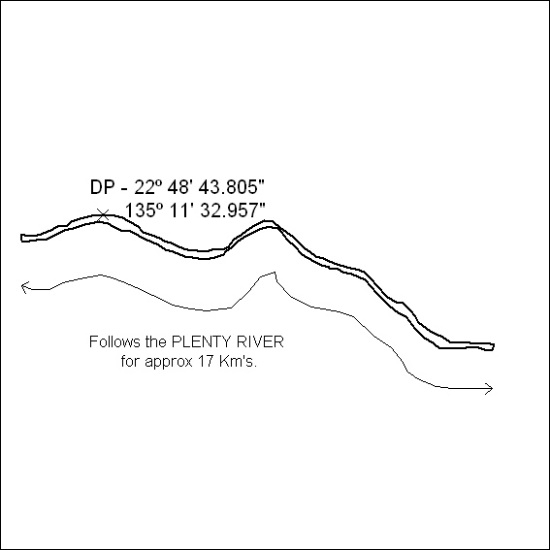 DP - 22º 48' 43.805"
135º 11' 32.957"
Follows the PLENTY RIVER
for approx 17 Km's.